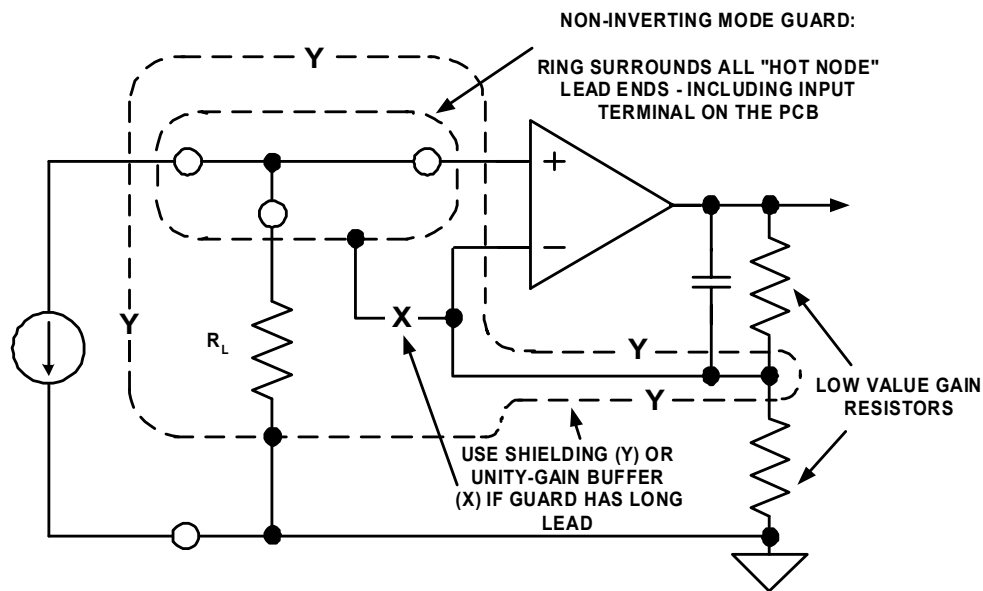 NON-INVERTING MODE GUARD:
RING SURROUNDS ALL "HOT NODE"
LEAD ENDS - INCLUDING INPUT
TERMINAL ON THE PCB
Y
+
−
Y
X
R_L
Y
Y
LOW VALUE GAIN
RESISTORS
USE SHIELDING (Y) OR
UNITY-GAIN BUFFER
(X) IF GUARD HAS LONG
LEAD